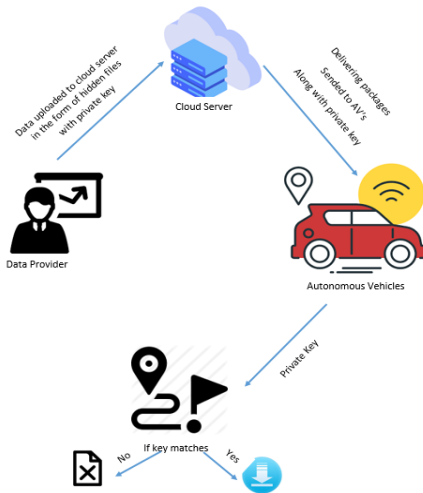 Data uploaded to cloud server
in the form of hidden files
with private key
Cloud Server
Delivering packages
Sended to AV's
Along with private key
Data Provider
Autonomous Vehicles
Private Key
If key matches
No
Yes